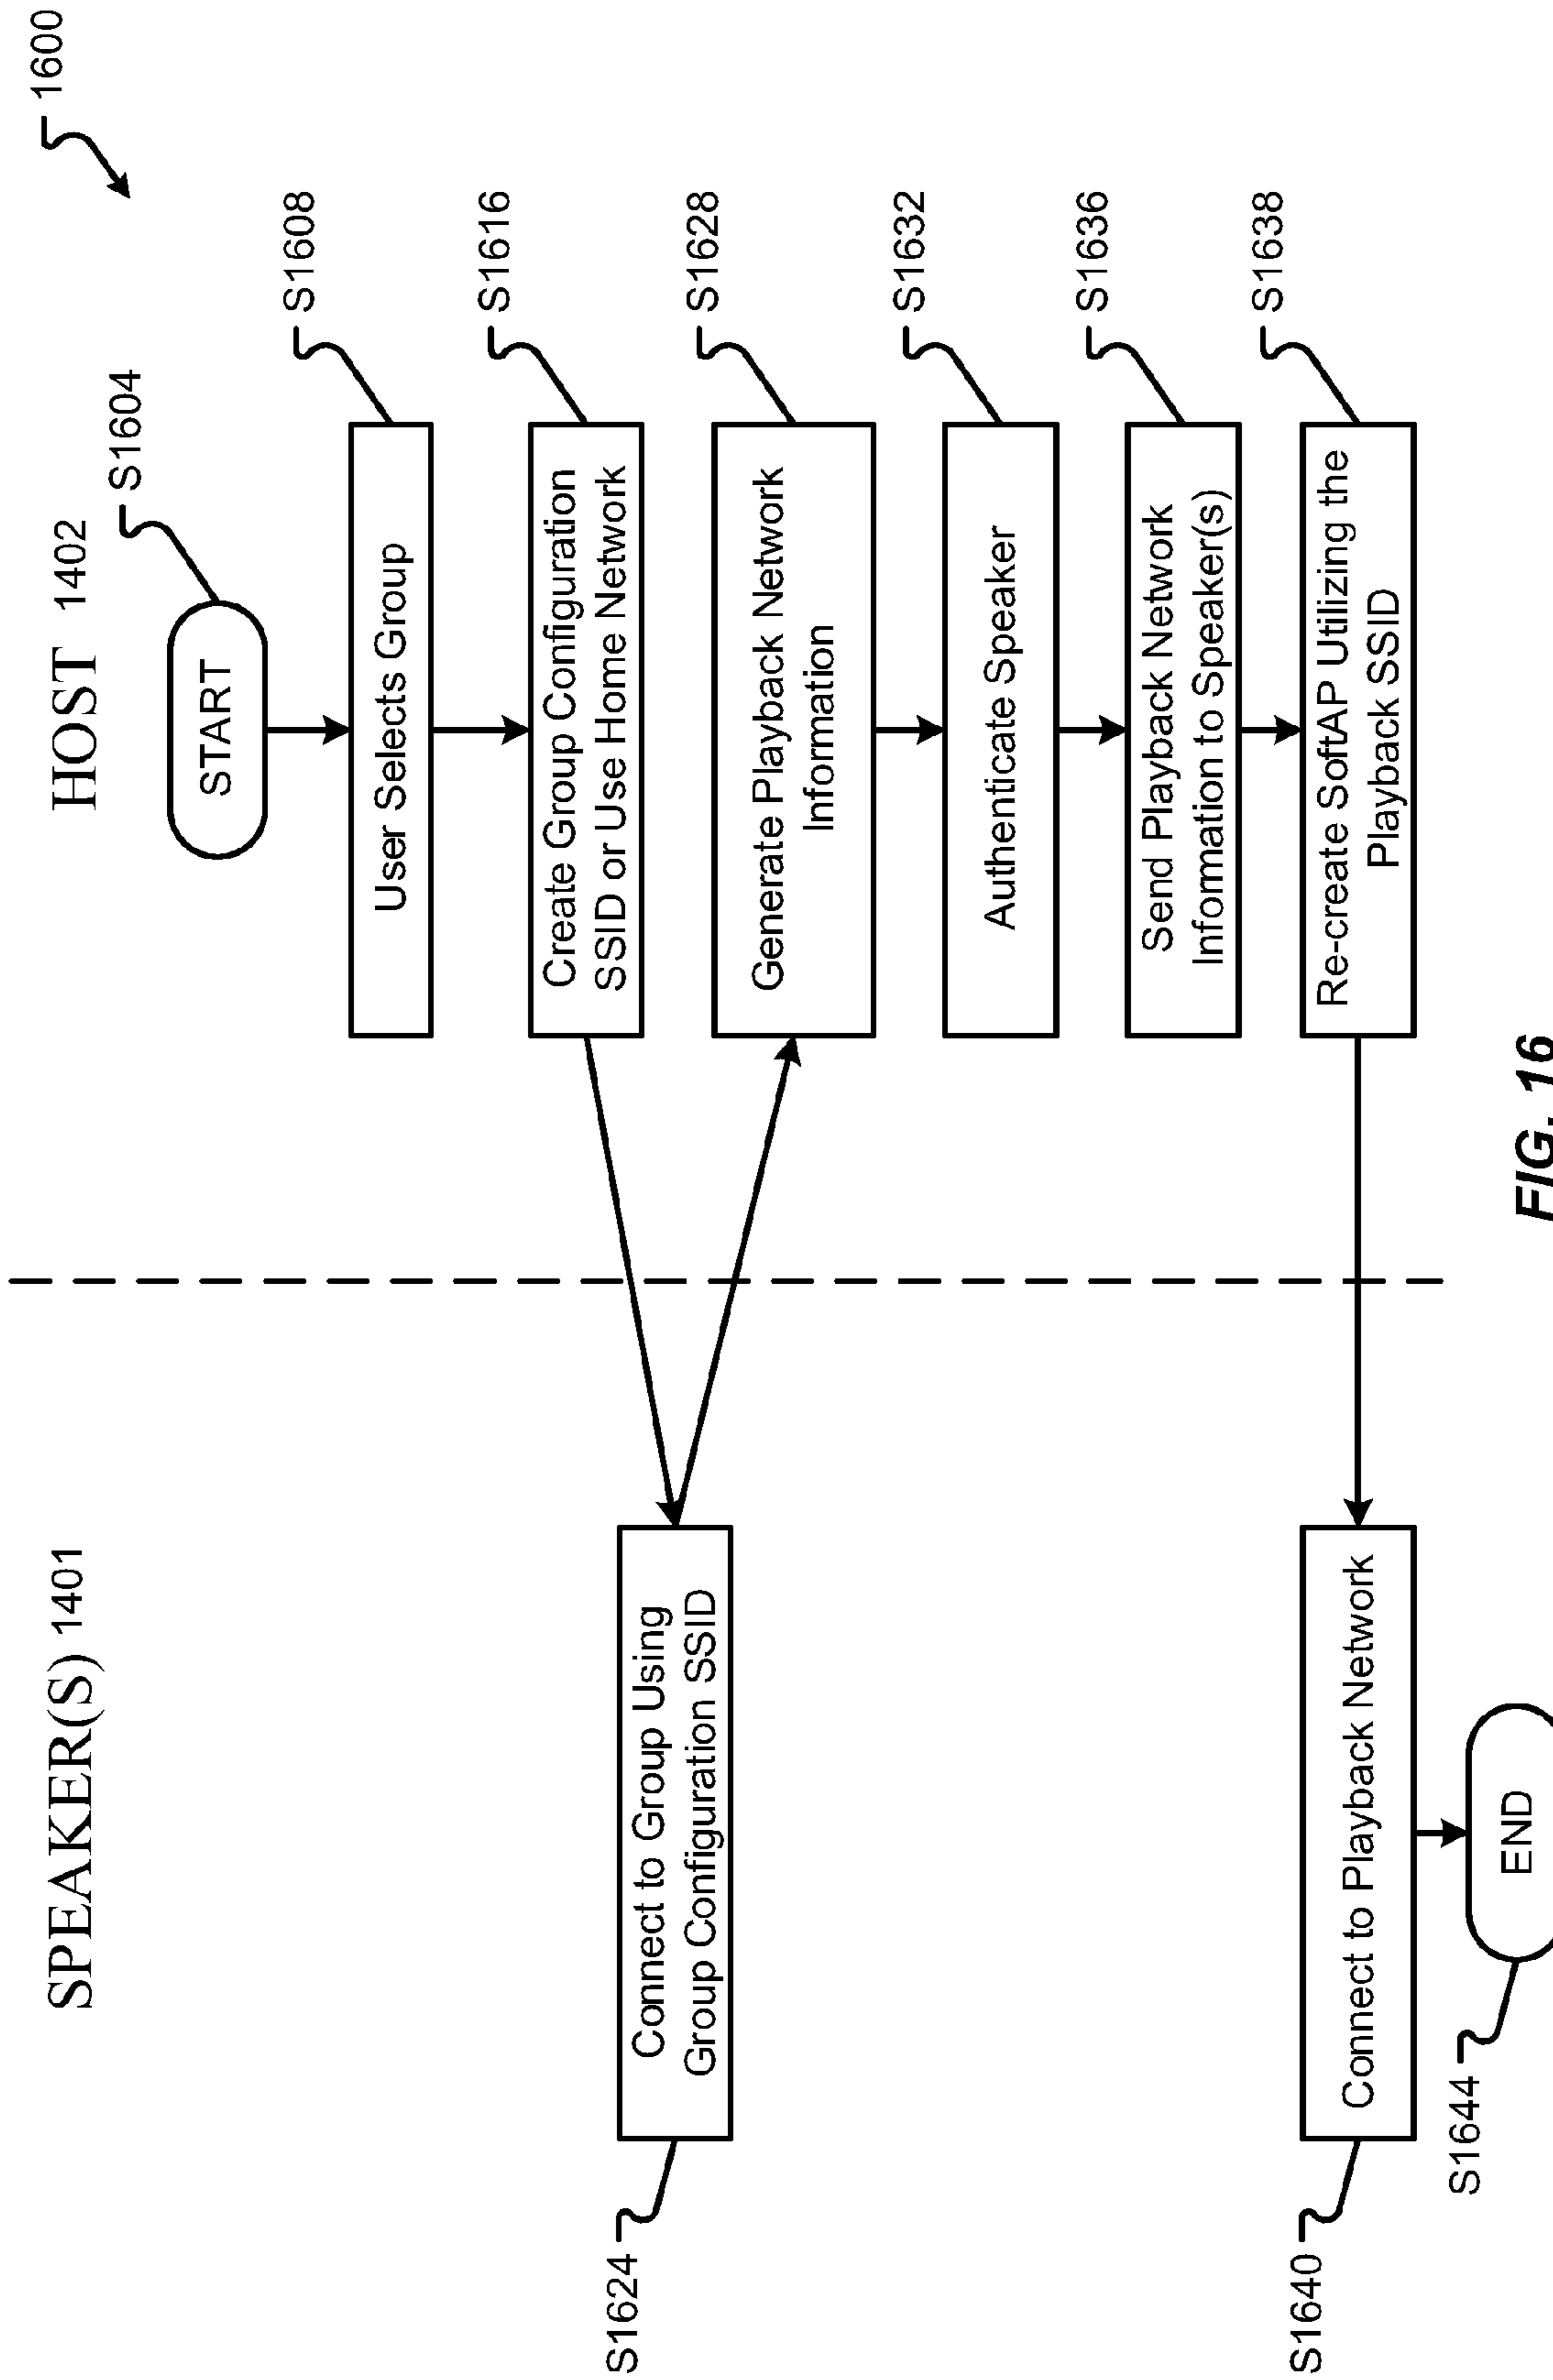 1600
SPEAKER(S) 1401
HOST 1402
START
S1604
User Selects Group
S1608
Create Group Configuration
SSID or Use Home Network
S1616
Connect to Group Using
Group Configuration SSID
S1624
Generate Playback Network
Information
S1628
Authenticate Speaker
S1632
Send Playback Network
Information to Speaker(s)
S1636
Re-create SoftAP Utilizing the
Playback SSID
S1638
Connect to Playback Network
S1640
END
S1644
FIG. 16